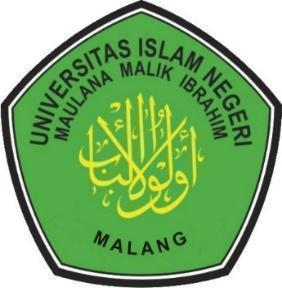 UNIVERSITAS ISLAM NEGERI
MAULANA MALIK IBRAHIM
أولو الألباب
MALANG